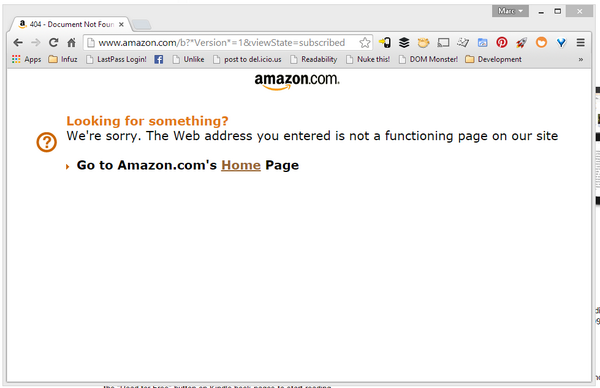 Marc
404 - Document Not Foun
www.amazon.com/b?*Version*=1&viewState=subscribed
Apps Infuz LastPass Login! Unlike post to del.icio.us Readability Nuke this! DOM Monster! Development »
amazon.com
Looking for something?
We're sorry. The Web address you entered is not a functioning page on our site
Go to Amazon.com's Home Page